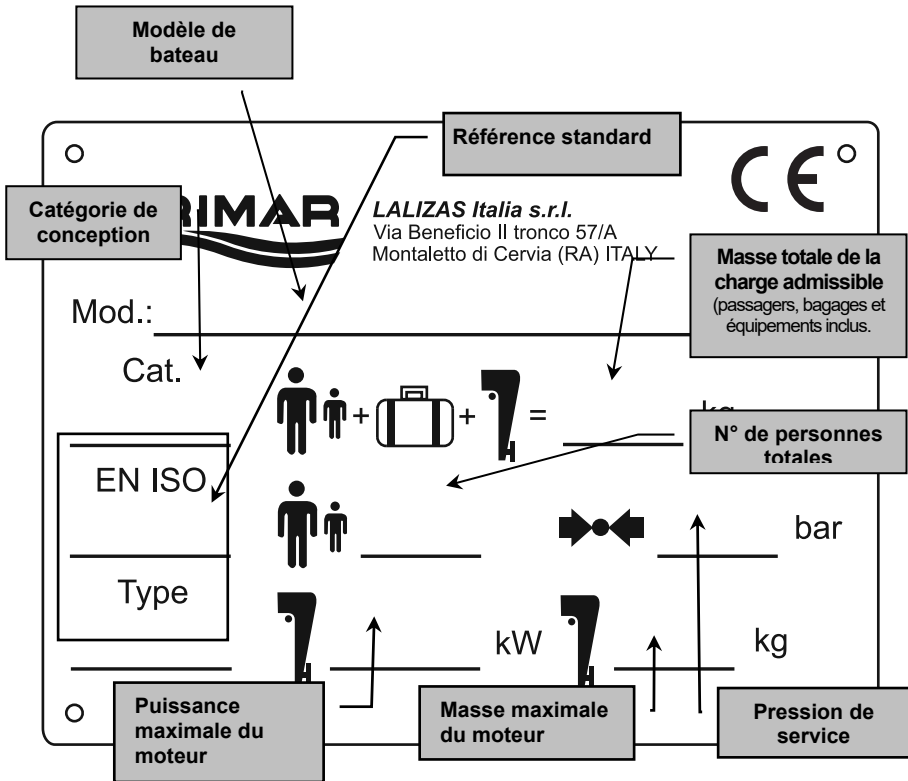 Modèle de
bateau
Référence standard
CE
Catégorie de
conception
RIMAR
LALIZAS Italia s.r.l.
Via Beneficio II tronco 57/A
Montaletto di Cervia (RA) ITALY
Masse totale de la
charge admissible
(passagers, bagages et
équipements inclus.
Mod.:
Cat.
+ + =
kg
N° de personnes
totales
EN ISO
bar
Type
kW
kg
Puissance
maximale du
moteur
Masse maximale
du moteur
Pression de
service